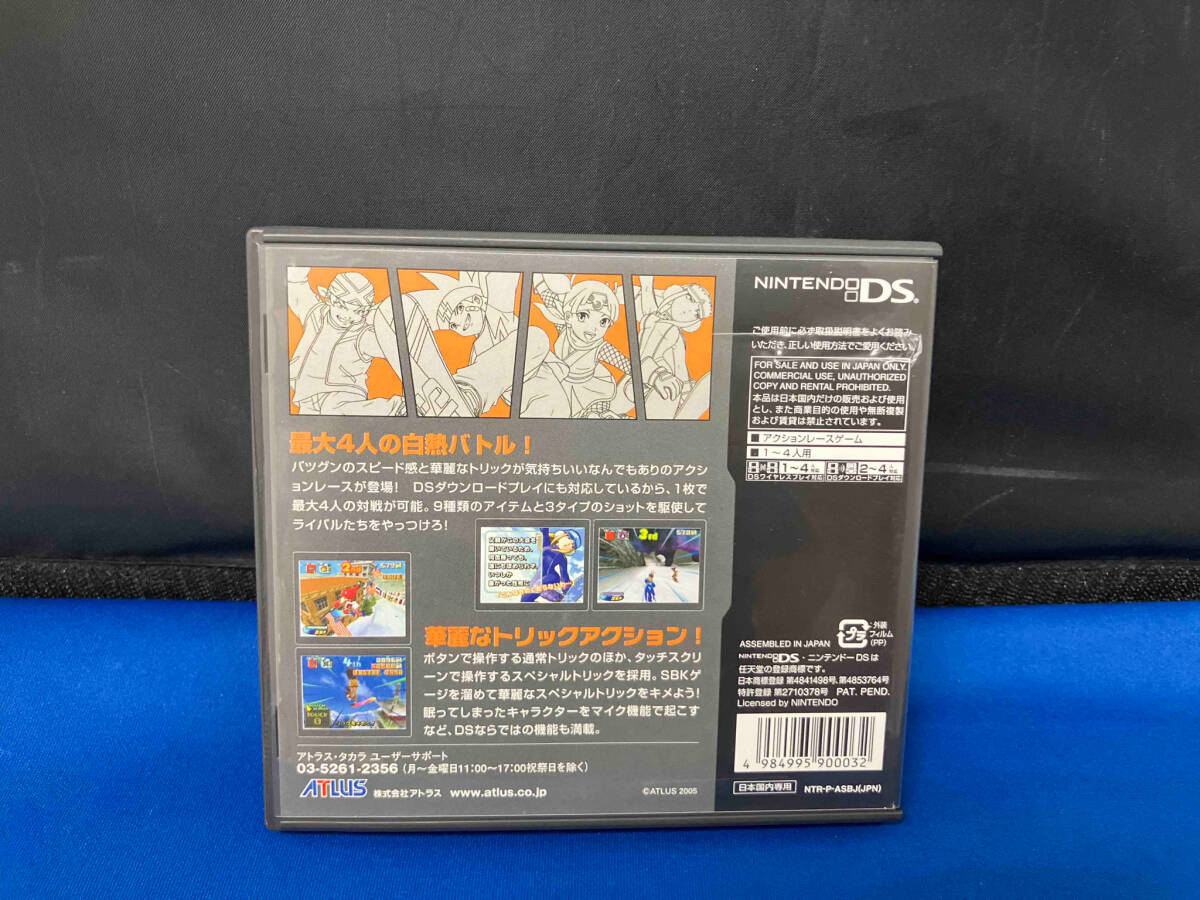 最大4人の白熱バトル!
バツグンのスピード感と華麗なトリックが気持ちいいなんでもありのアクシ
ョンレースが登場! DSダウンロードプレイにも対応しているから、1枚で
最大4人の対戦が可能。9種類のアイテムと3タイプのショットを駆使して
ライバルたちをやっつけろ!
3rd
2nd
4th
華麗なトリックアクション!
ボタンで操作する通常トリックのほか、タッチスクリ
ーンで操作するスペシャルトリックを採用。SBKゲ
ージを溜めて華麗なスペシャルトリックをキメよう!
眠ってしまったキャラクターをマイク機能で起こす
など、DSならではの機能も満載。
アトラス・タカラ ユーザーサポート
03-5261-2356 (月~金曜日11:00~17:00祝祭日を除く)
ATLUS 株式会社アトラス www.atlus.co.jp
©ATLUS 2005
NINTENDO DS®
ご使用前に必ず取扱説明書をよくお読み
いただき、正しい使用方法でご愛用ください。
FOR SALE AND USE IN JAPAN ONLY.
COMMERCIAL USE, UNAUTHORIZED
COPY AND RENTAL PROHIBITED.
本品は日本国内だけの販売および使用
とし、また商業目的の使用や無断複製
および賃貸は禁止されています。
■ アクションレースゲーム
■ 1~4人用
1~4人対応 2~4人対応
DSワイヤレスプレイ対応 DSダウンロードプレイ対応
プラ
:外装
フィルム
(PP)
ASSEMBLED IN JAPAN
NINTENDO DS・ニンテンドーDSは
任天堂の登録商標です。
日本商標登録 第4841498号、第4853764号
特許登録 第2710378号 PAT. PEND.
Licensed by NINTENDO
4 984995 900032
日本国内専用 NTR-P-ASBJ(JPN)